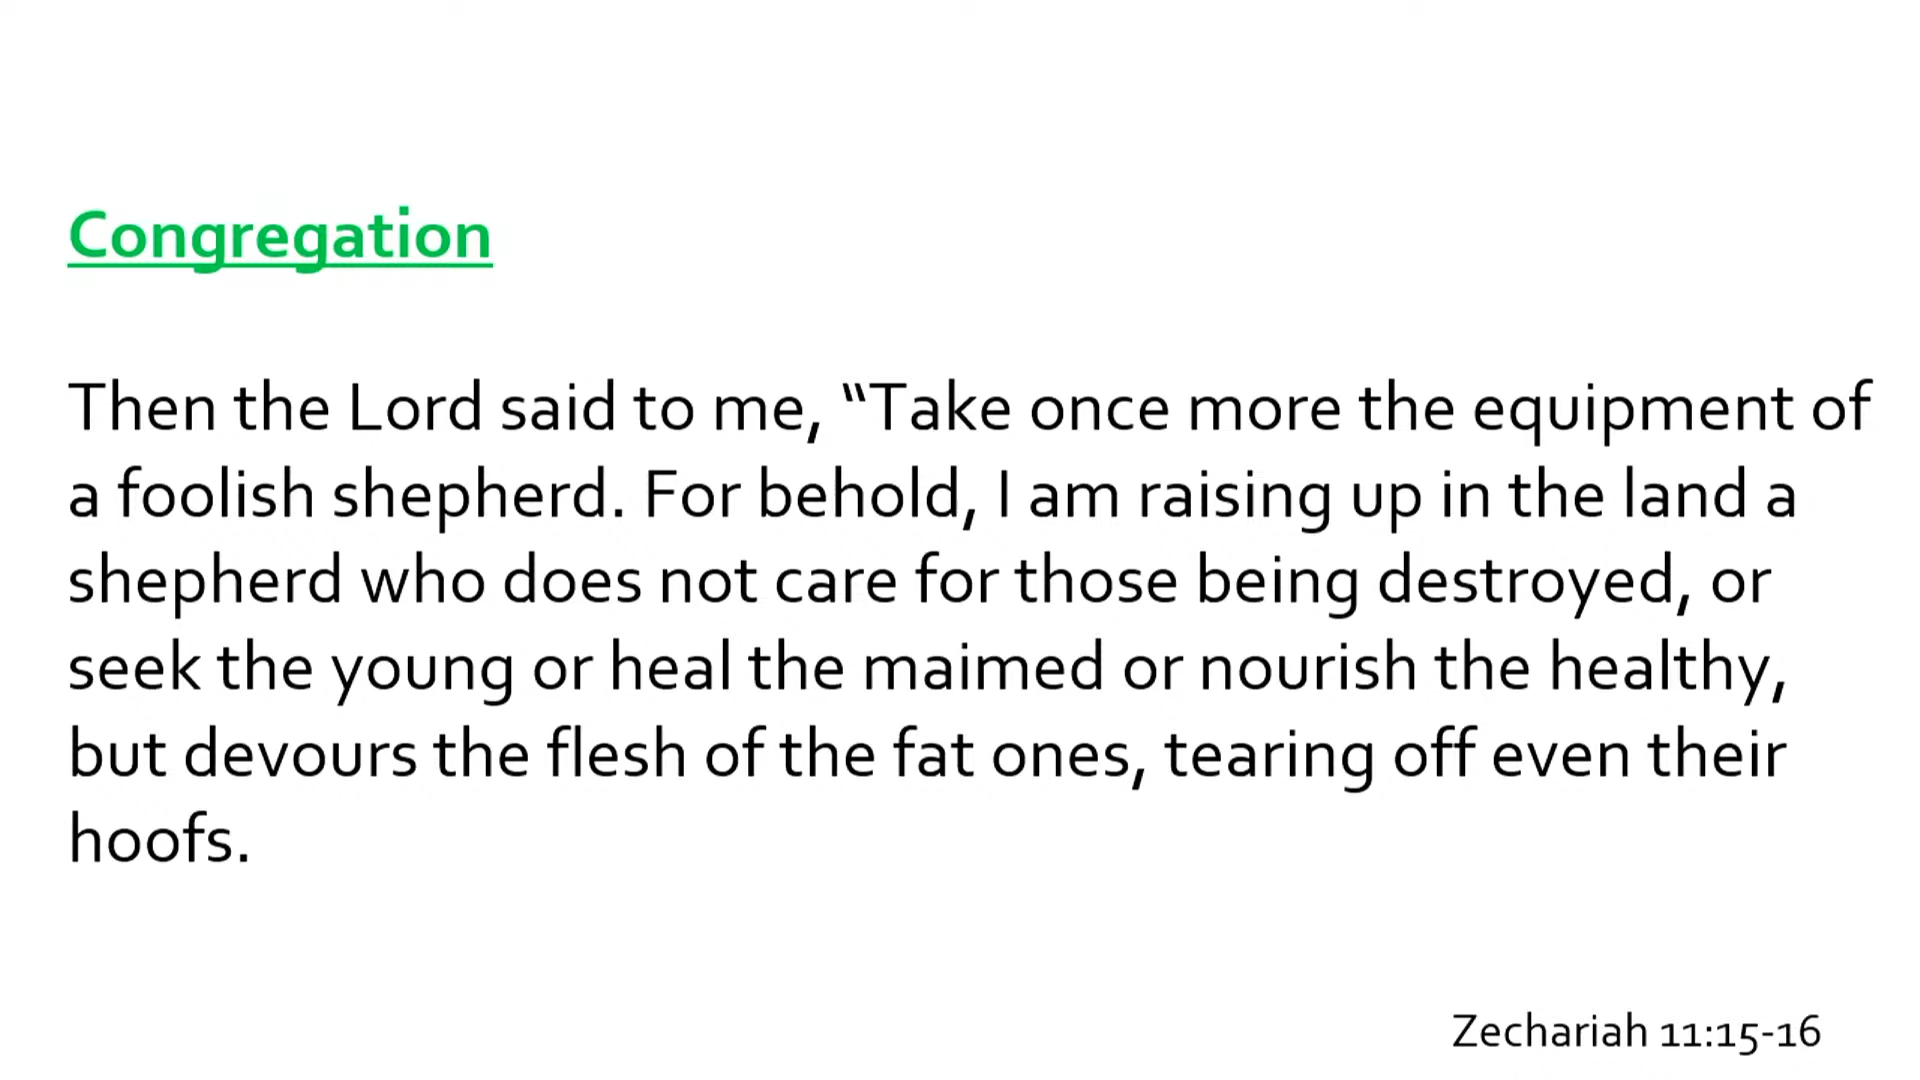 Congregation
Then the Lord said to me, “Take once more the equipment of
a foolish shepherd. For behold, I am raising up in the land a
shepherd who does not care for those being destroyed, or
seek the young or heal the maimed or nourish the healthy,
but devours the flesh of the fat ones, tearing off even their
hoofs.
Zechariah 11:15-16